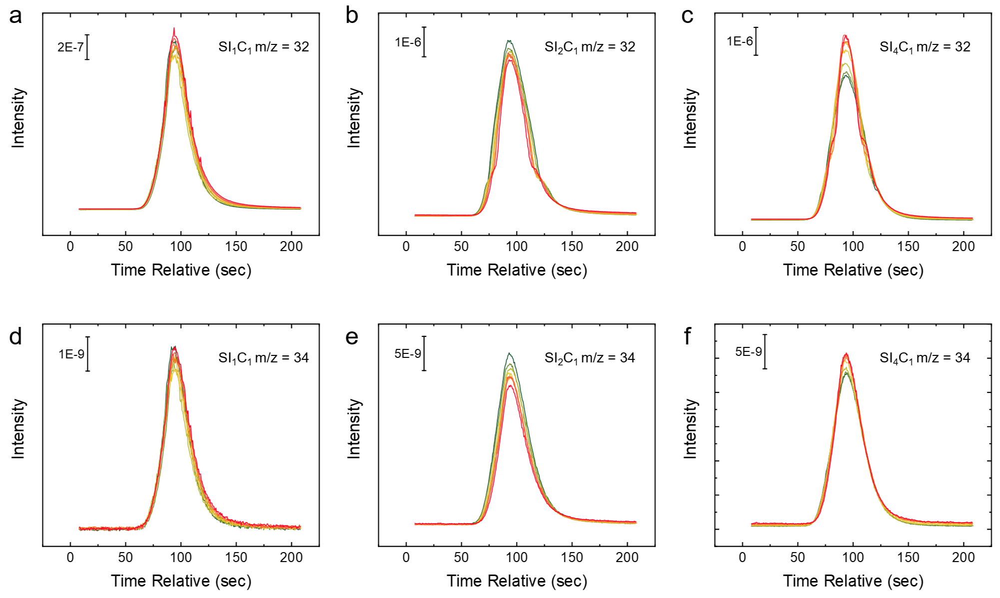 a
2E-7
SI₁C₁ m/z = 32
Intensity
0 50 100 150 200
Time Relative (sec)
b
1E-6
SI₂C₁ m/z = 32
Intensity
0 50 100 150 200
Time Relative (sec)
c
1E-6
SI₄C₁ m/z = 32
Intensity
0 50 100 150 200
Time Relative (sec)
d
1E-9
SI₁C₁ m/z = 34
Intensity
0 50 100 150 200
Time Relative (sec)
e
5E-9
SI₂C₁ m/z = 34
Intensity
0 50 100 150 200
Time Relative (sec)
f
5E-9
SI₄C₁ m/z = 34
Intensity
0 50 100 150 200
Time Relative (sec)